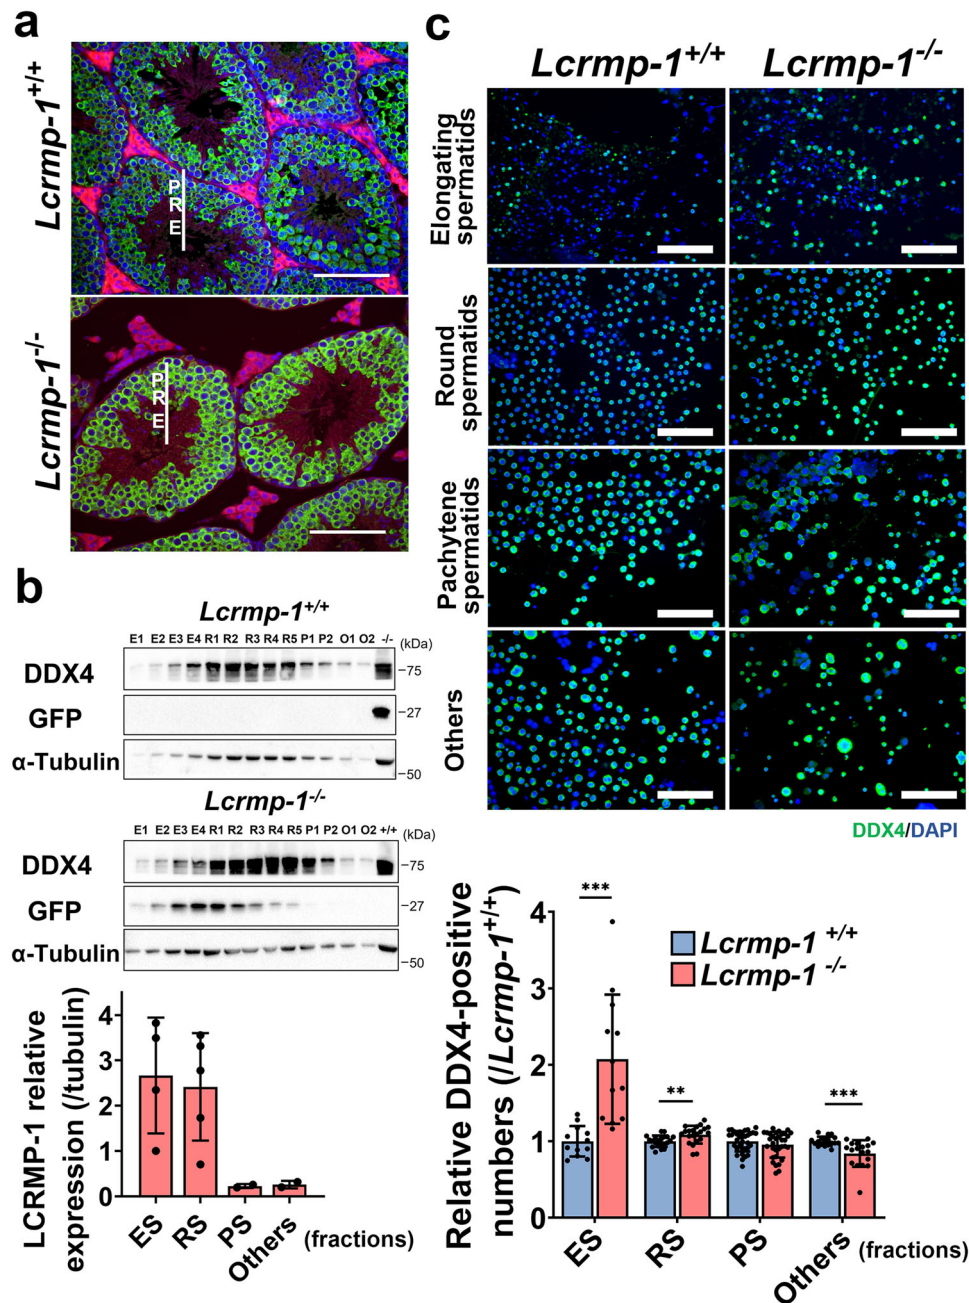 a
Lcrmp-1+/+
P
R
E
Lcrmp-1-/-
P
R
E
b
Lcrmp-1+/+
E1 E2 E3 E4 R1 R2 R3 R4 R5 P1 P2 O1 O2 -/- (kDa)
DDX4
75
GFP
27
α-Tubulin
50
Lcrmp-1-/-
E1 E2 E3 E4 R1 R2 R3 R4 R5 P1 P2 O1 O2 +/+ (kDa)
DDX4
75
GFP
27
α-Tubulin
50
LCRMP-1 relative
expression (/tubulin)
4
3
2
1
0
ES
RS
PS
Others
(fractions)
c
Lcrmp-1+/+
Lcrmp-1-/-
Elongating
spermatids
Round
spermatids
Pachytene
spermatids
Others
DDX4/DAPI
Relative DDX4-positive
numbers (/Lcrmp-1+/+)
4
3
2
1
0
***
**
***
Lcrmp-1 +/+
Lcrmp-1 -/-
ES
RS
PS
Others
(fractions)